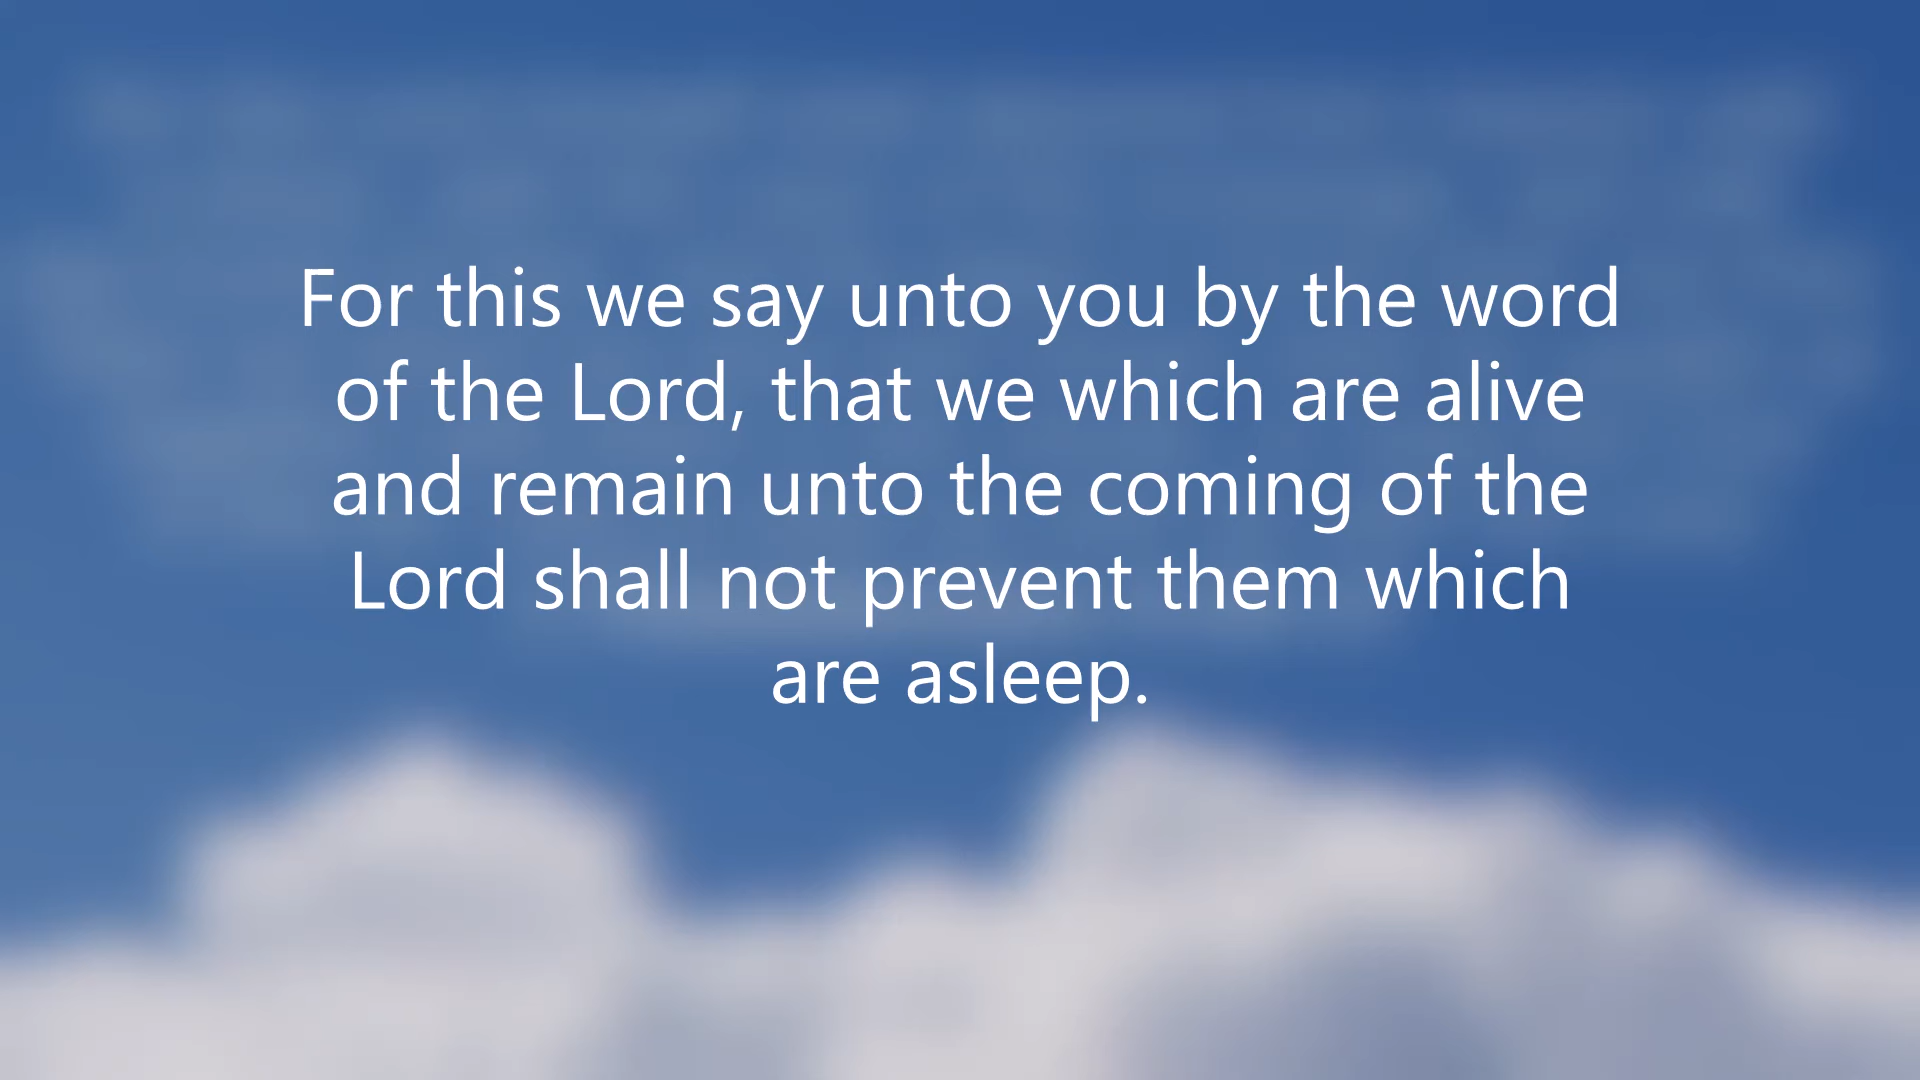 For this we say unto you by the word
of the Lord, that we which are alive
and remain unto the coming of the
Lord shall not prevent them which
are asleep.